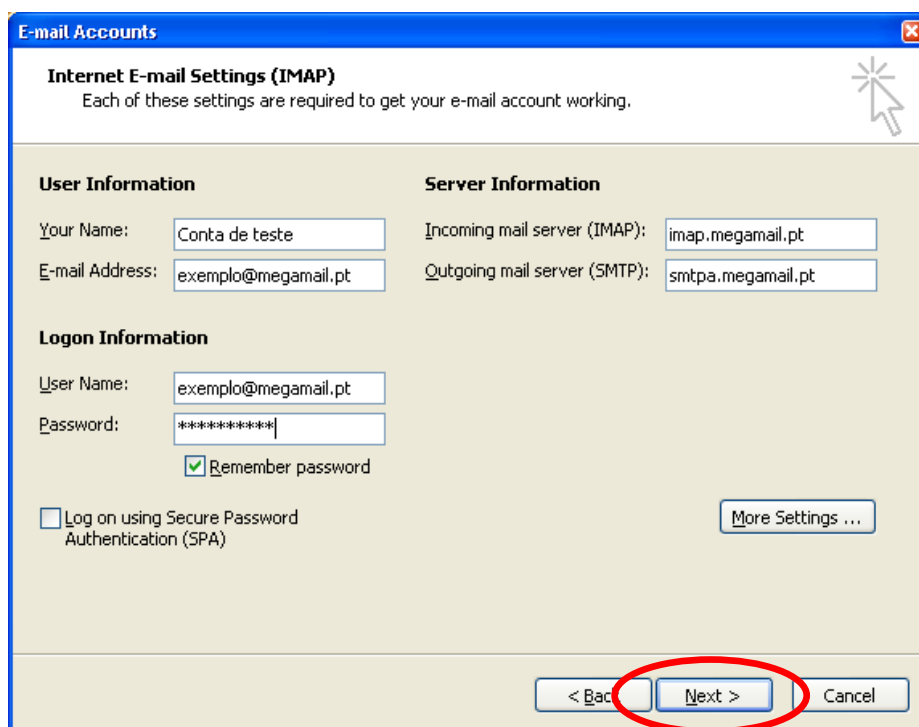 E-mail Accounts
Internet E-mail Settings (IMAP)
Each of these settings are required to get your e-mail account working.
User Information
Your Name: Conta de teste
E-mail Address: exemplo@megamail.pt
Server Information
Incoming mail server (IMAP): imap.megamail.pt
Outgoing mail server (SMTP): smtpa.megamail.pt
Logon Information
User Name: exemplo@megamail.pt
Password: **********
Remember password
Log on using Secure Password
Authentication (SPA)
More Settings ...
< Back Next > Cancel